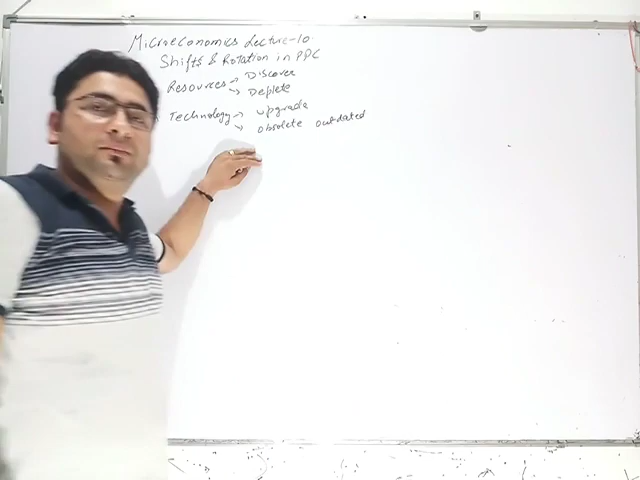 Microeconomics Lecture-10.
Shifts & Rotation in PPC
Resources → Discover
→ Deplete
Technology → upgrade
→ obsolete outdated